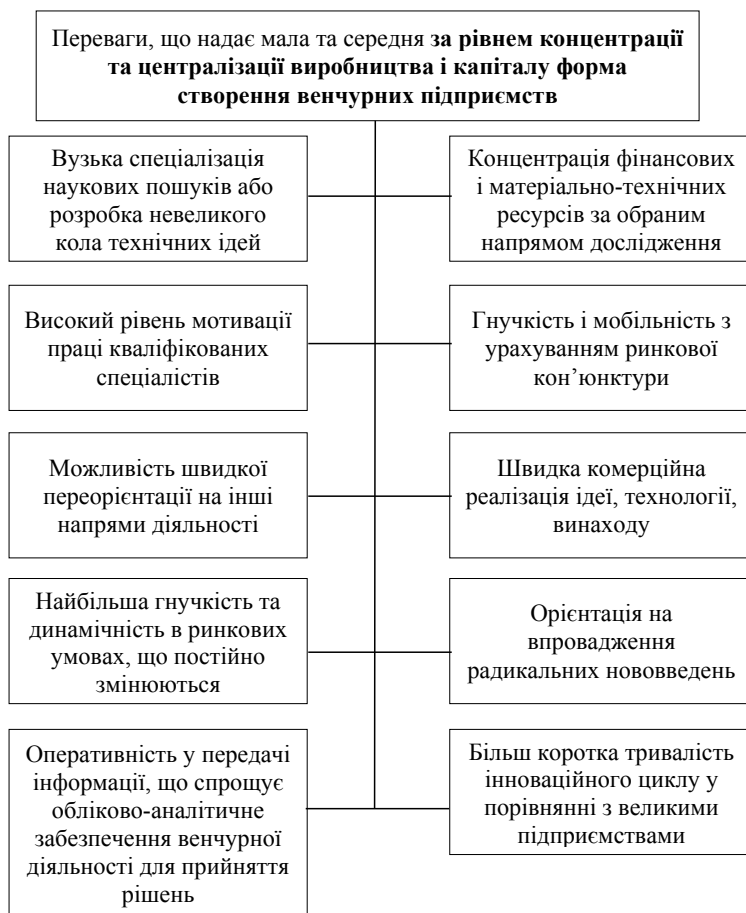 Переваги, що надає мала та середня за рівнем концентрації
та централізації виробництва і капіталу форма
створення венчурних підприємств
Вузька спеціалізація
наукових пошуків або
розробка невеликого
кола технічних ідей
Концентрація фінансових
і матеріально-технічних
ресурсів за обраним
напрямом дослідження
Високий рівень мотивації
праці кваліфікованих
спеціалістів
Гнучкість і мобільність з
урахуванням ринкової
кон’юнктури
Можливість швидкої
переорієнтації на інші
напрями діяльності
Швидка комерційна
реалізація ідеї, технології,
винаходу
Найбільша гнучкість та
динамічність в ринкових
умовах, що постійно
змінюються
Орієнтація на
впровадження
радикальних нововведень
Оперативність у передачі
інформації, що спрощує
обліково-аналітичне
забезпечення венчурної
діяльності для прийняття
рішень
Більш коротка тривалість
інноваційного циклу у
порівнянні з великими
підприємствами